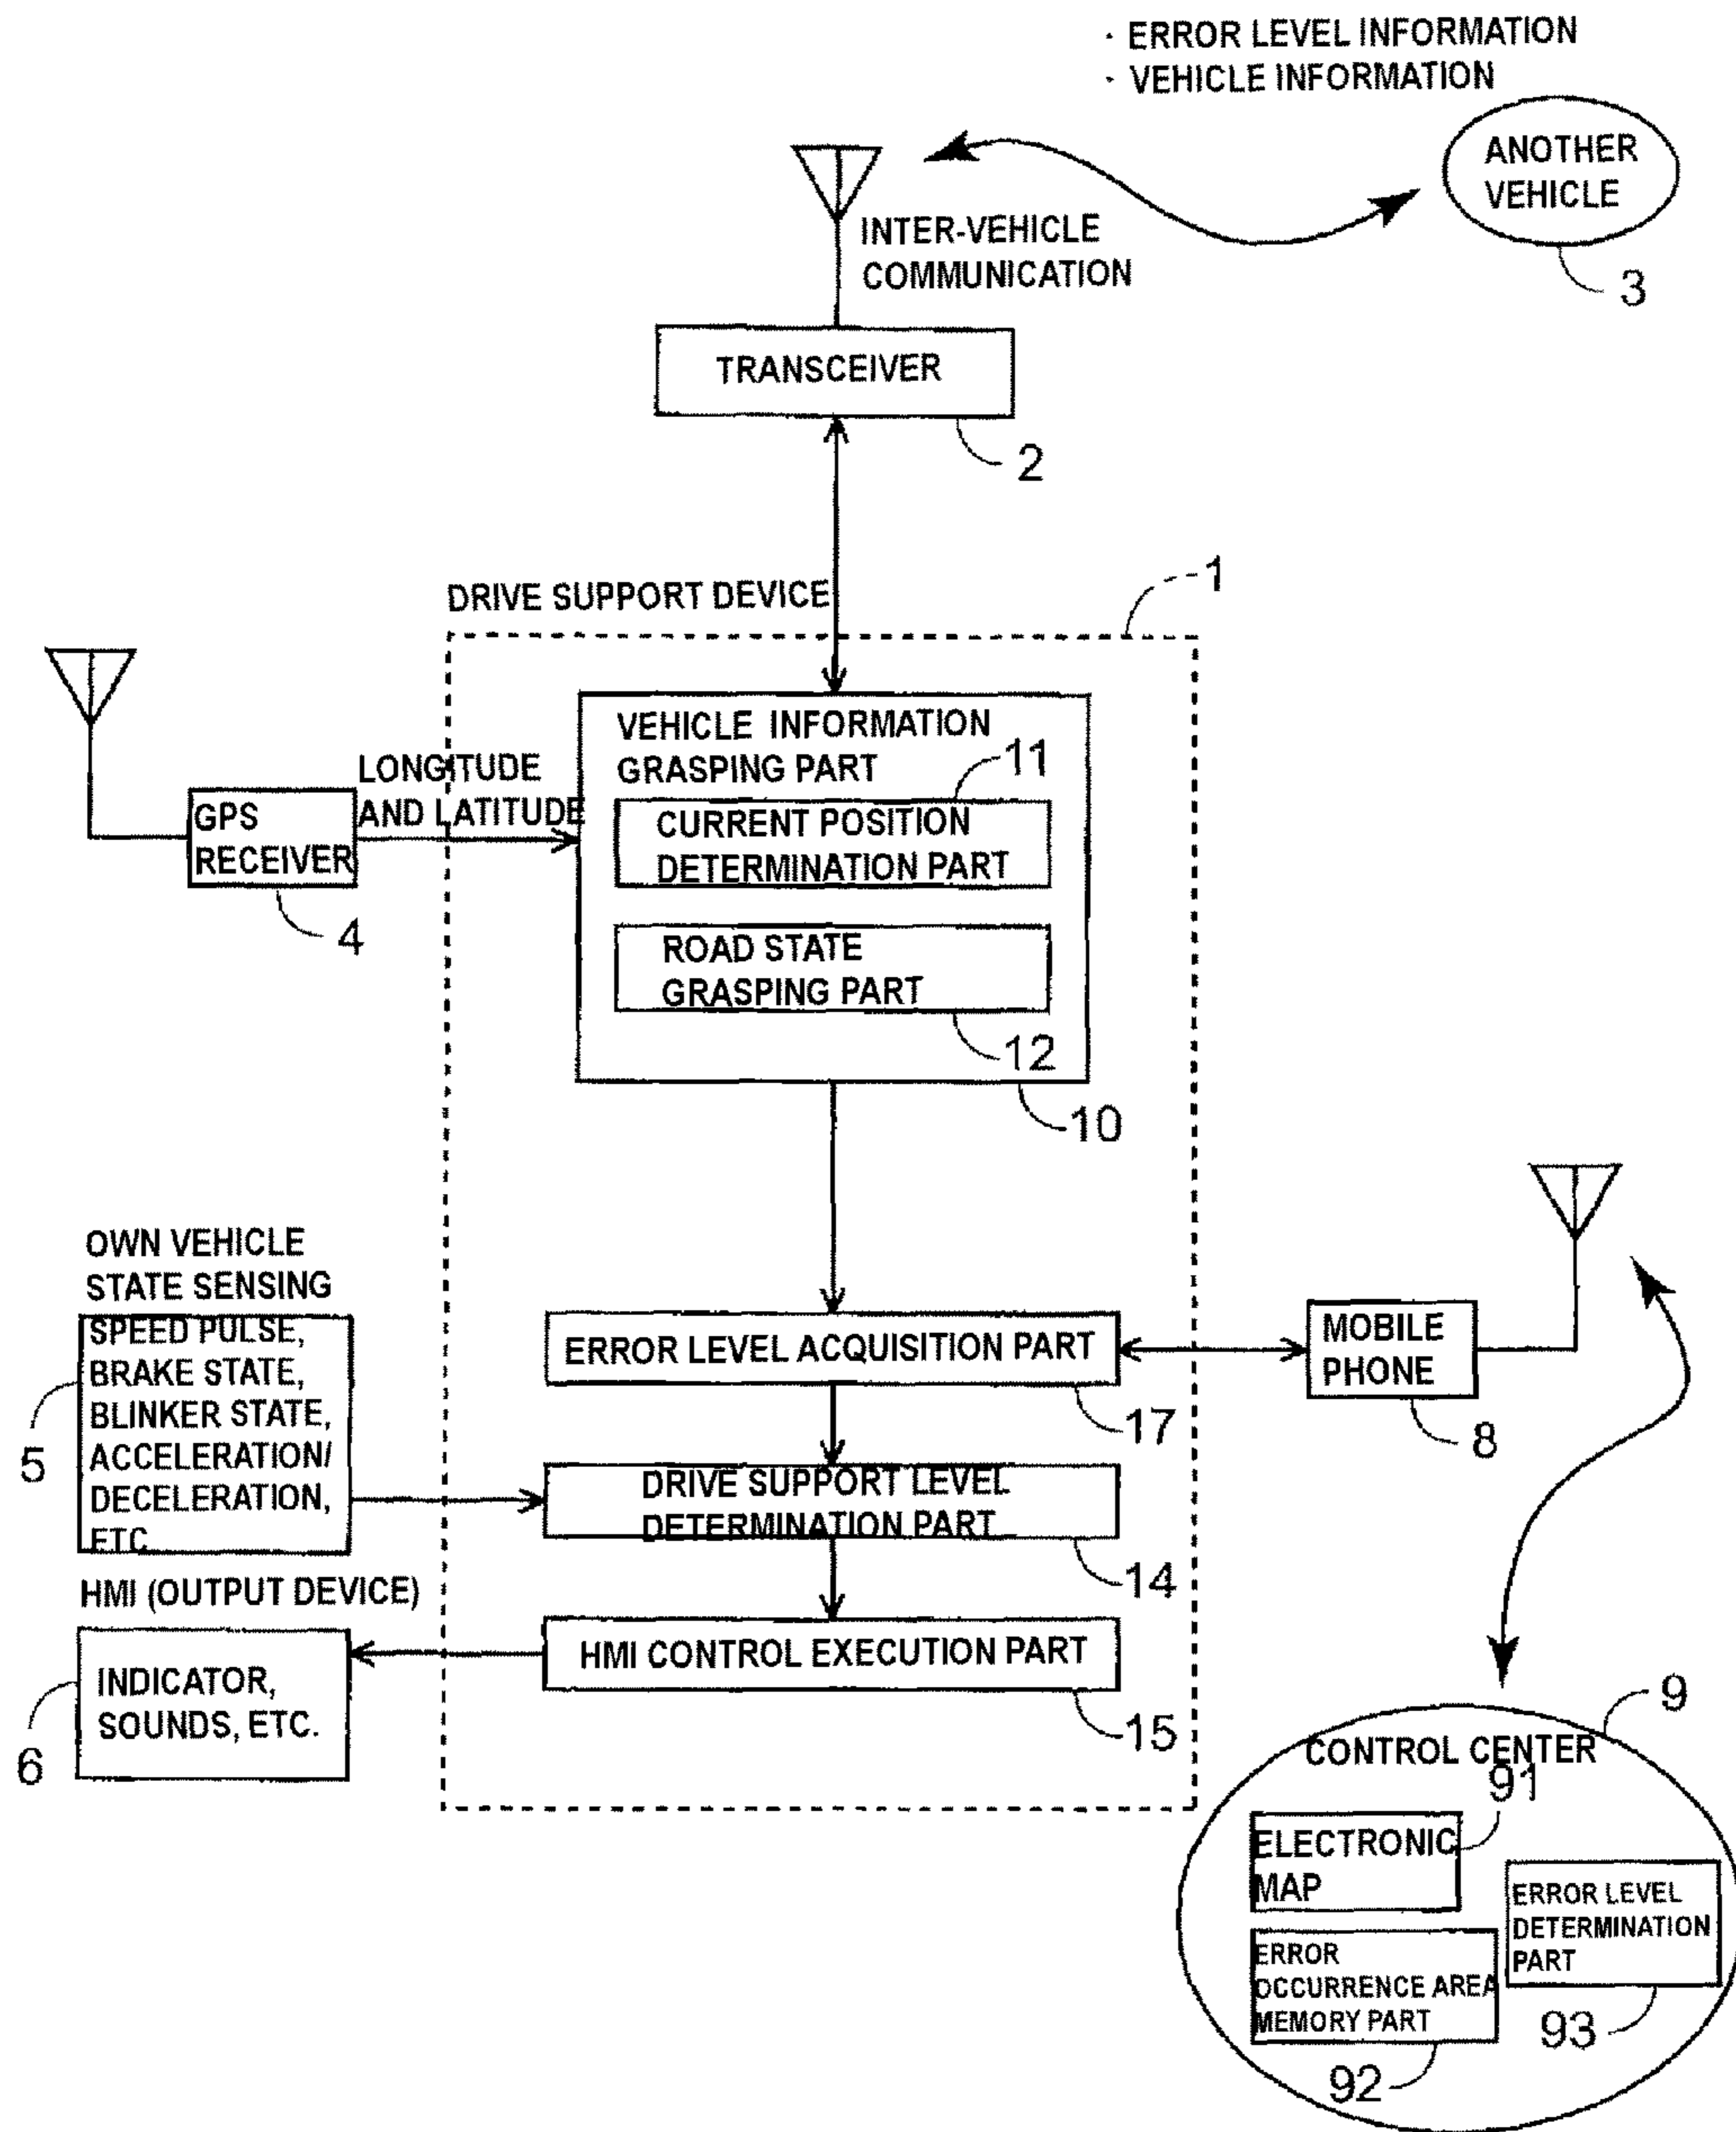 · ERROR LEVEL INFORMATION
· VEHICLE INFORMATION
ANOTHER
VEHICLE
3
INTER-VEHICLE
COMMUNICATION
TRANSCEIVER
2
DRIVE SUPPORT DEVICE
1
VEHICLE INFORMATION
GRASPING PART
11
CURRENT POSITION
DETERMINATION PART
ROAD STATE
GRASPING PART
12
10
LONGITUDE
AND LATITUDE
GPS
RECEIVER
4
OWN VEHICLE
STATE SENSING
SPEED PULSE,
BRAKE STATE,
BLINKER STATE,
ACCELERATION/
DECELERATION,
ETC
5
ERROR LEVEL ACQUISITION PART
17
MOBILE
PHONE
8
DRIVE SUPPORT LEVEL
DETERMINATION PART
14
HMI (OUTPUT DEVICE)
INDICATOR,
SOUNDS, ETC.
6
HMI CONTROL EXECUTION PART
15
9
CONTROL CENTER
91
ELECTRONIC
MAP
ERROR LEVEL
DETERMINATION
PART
93
ERROR
OCCURRENCE AREA
MEMORY PART
92